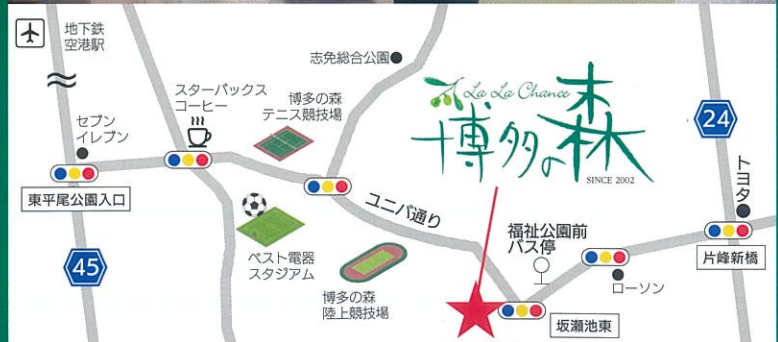 地下鉄
空港駅
志免総合公園
スターバックス
コーヒー
博多の森
テニス競技場
La La Chance
博多の森
SINCE 2002
24
セブン
イレブン
トヨタ
東平尾公園入口
ユニバ通り
福祉公園前
バス停
45
ベスト電器
スタジアム
博多の森
陸上競技場
片峰新橋
ローソン
坂瀬池東